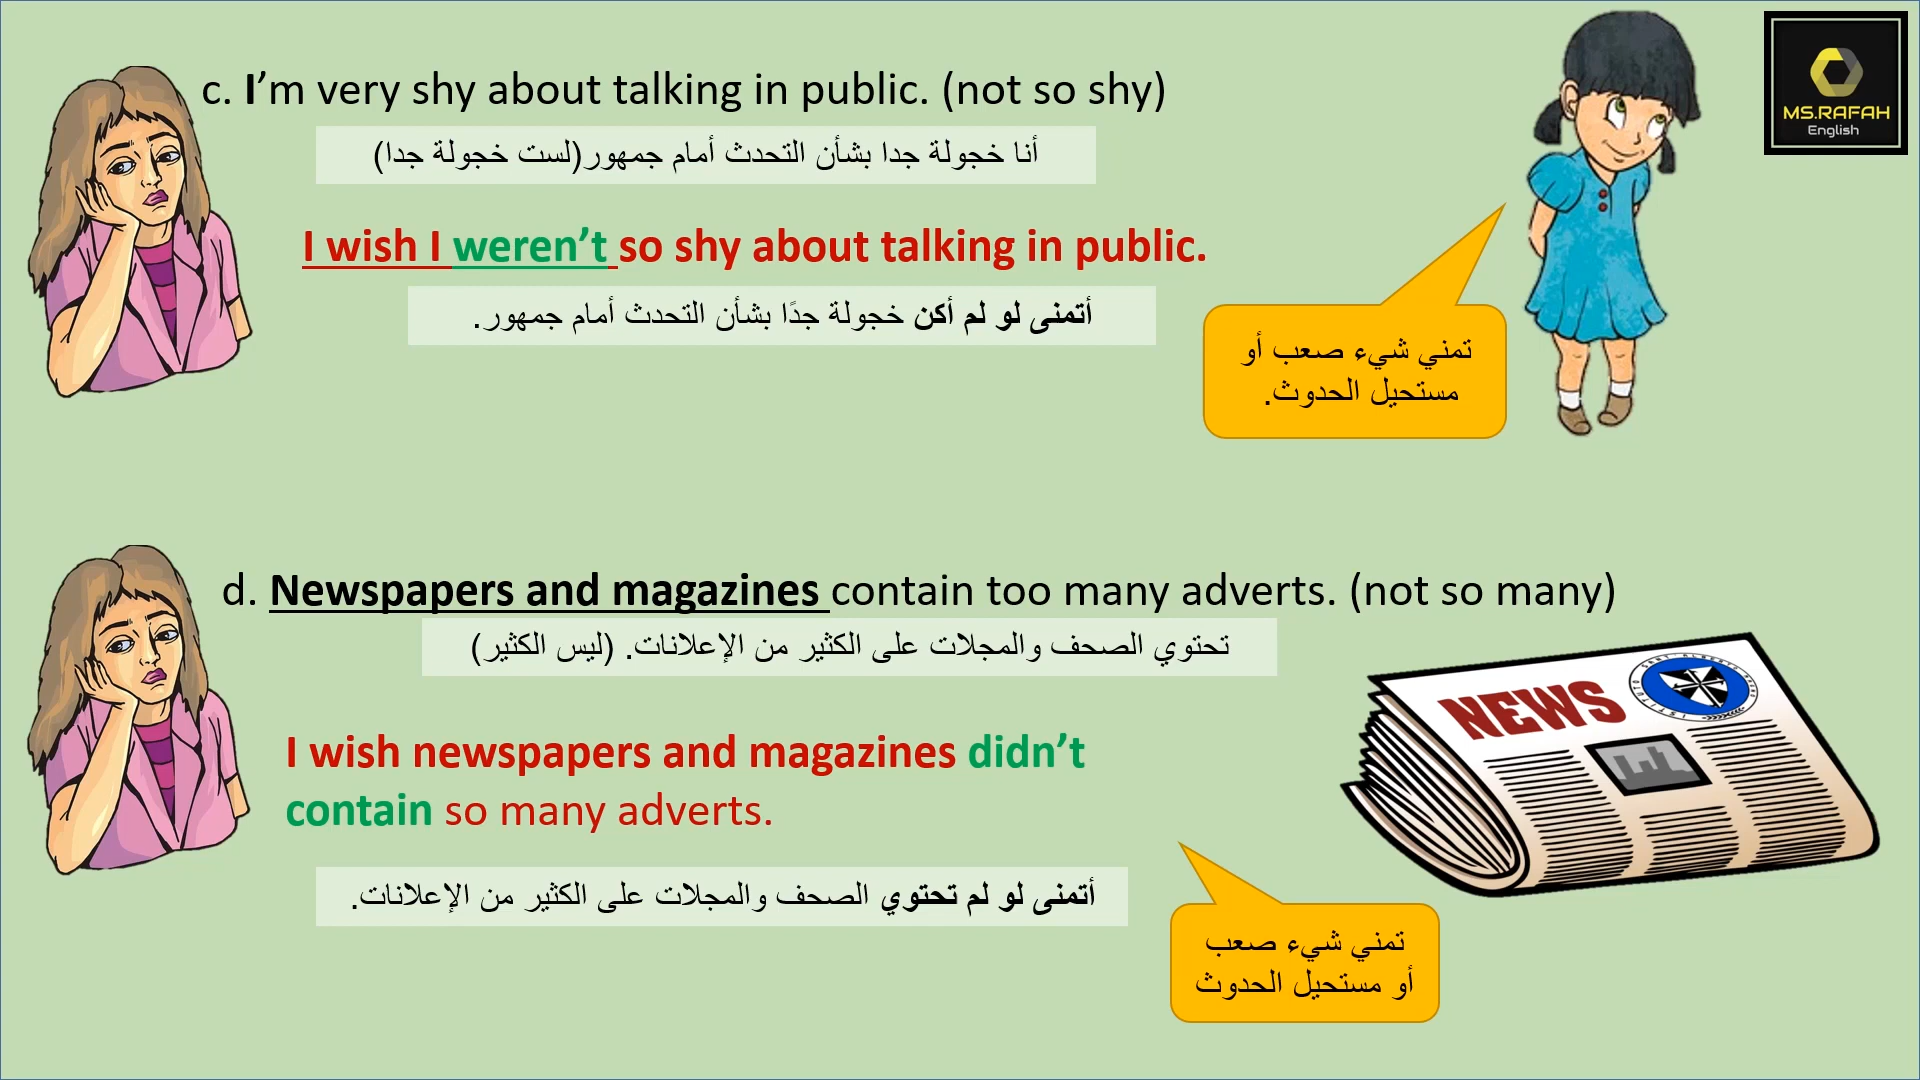 c. I’m very shy about talking in public. (not so shy)
أنا خجولة جدا بشأن التحدث أمام جمهور(لست خجولة جدا)
I wish I weren’t so shy about talking in public.
أتمنى لو لم أكن خجولة جدًا بشأن التحدث أمام جمهور.
تمني شيء صعب أو
مستحيل الحدوث.
MS.RAFAH
English
d. Newspapers and magazines contain too many adverts. (not so many)
تحتوي الصحف والمجلات على الكثير من الإعلانات. (ليس الكثير)
I wish newspapers and magazines didn’t
contain so many adverts.
أتمنى لو لم تحتوي الصحف والمجلات على الكثير من الإعلانات.
NEWS
تمني شيء صعب
أو مستحيل الحدوث